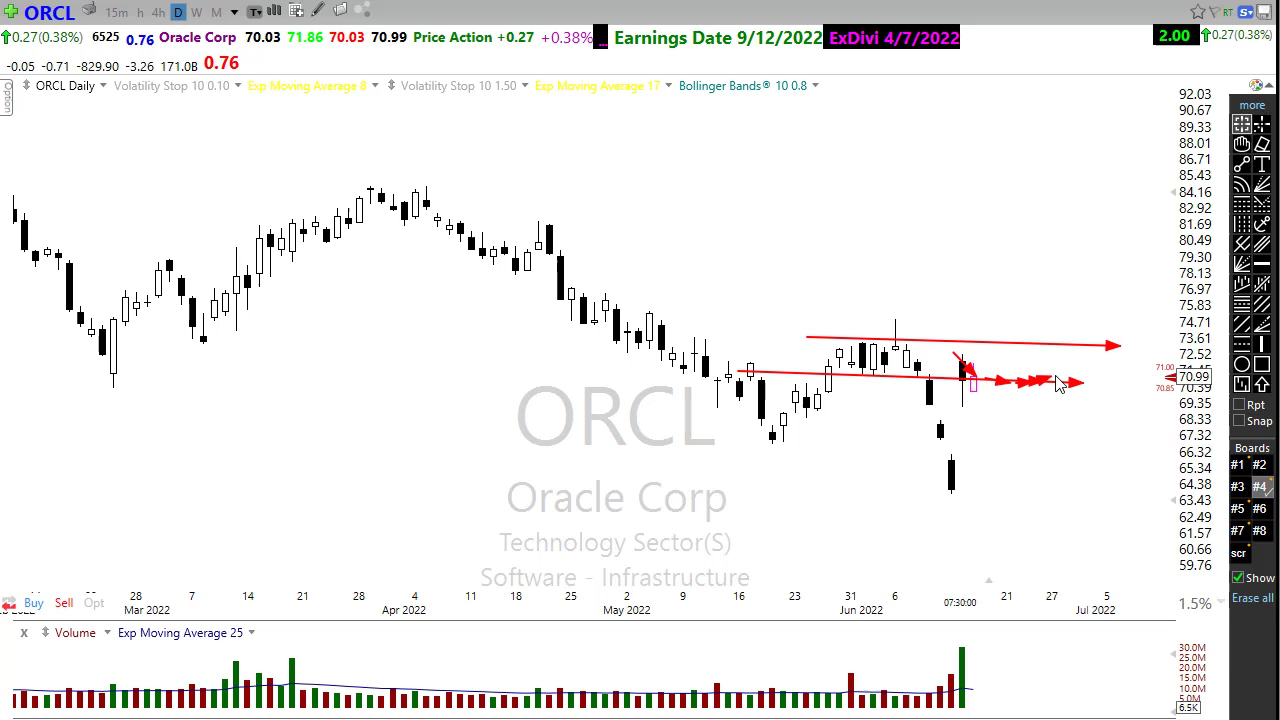 ORCL 15m h 4h D W M T RT S
0.27(0.38%) 6525 0.76 Oracle Corp 70.03 71.86 70.03 70.99 Price Action +0.27 +0.38% Earnings Date 9/12/2022 ExDivi 4/7/2022 2.00 0.27(0.38%)
-0.05 -0.71 -829.90 -3.26 171.0B 0.76
ORCL Daily Volatility Stop 10 0.10 Exp Moving Average 8 Volatility Stop 10 1.50 Exp Moving Average 17 Bollinger Bands® 10 0.8
Option
92.03
90.67
89.33
88.01
86.71
85.43
84.16
82.92
81.69
80.49
79.30
78.13
76.97
75.83
74.71
73.61
72.52
71.00
70.99
70.85
70.39
69.35
68.33
67.32
66.32
65.34
64.38
63.43
62.49
61.57
60.66
59.76
more
T
Rpt
Snap
Boards
#1 #2
#3 #4
#5 #6
#7 #8
scr
Show
Erase all
ORCL
Oracle Corp
Technology Sector(S)
Software - Infrastructure
28 7 14 21 28 4 11 18 25 2 9 16 23 31 6 07:30:00 21 27 5
Mar 2022 Apr 2022 May 2022 Jun 2022 Jul 2022
Buy Sell Opt
1.5%
x Volume Exp Moving Average 25
30.0M
25.0M
20.0M
15.0M
10.0M
5.0M
6.5K